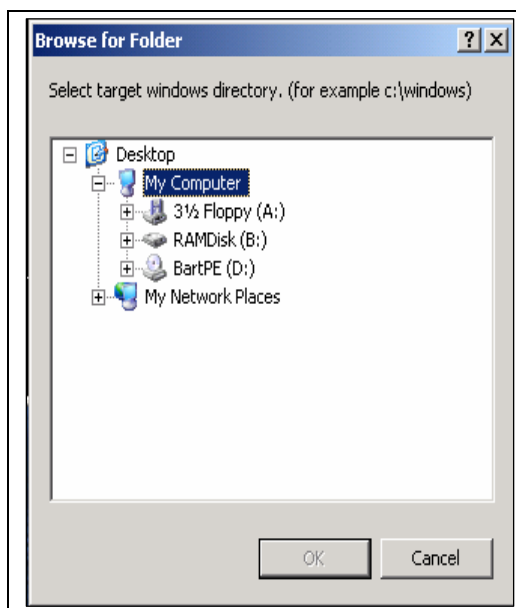 Browse for Folder
Select target windows directory. (for example c:\windows)
Desktop
My Computer
3½ Floppy (A:)
RAMDisk (B:)
BartPE (D:)
My Network Places
OK
Cancel